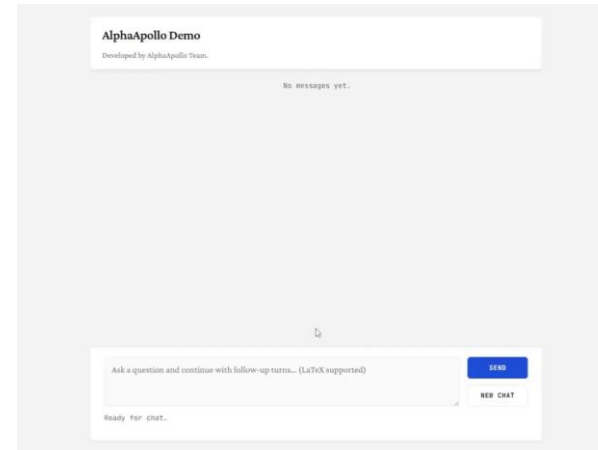 AlphaApollo Demo
Developed by AlphaApollo Team.
No messages yet.
Ask a question and continue with follow-up turns... (LaTeX supported)
SEND
NEW CHAT
Ready for chat.